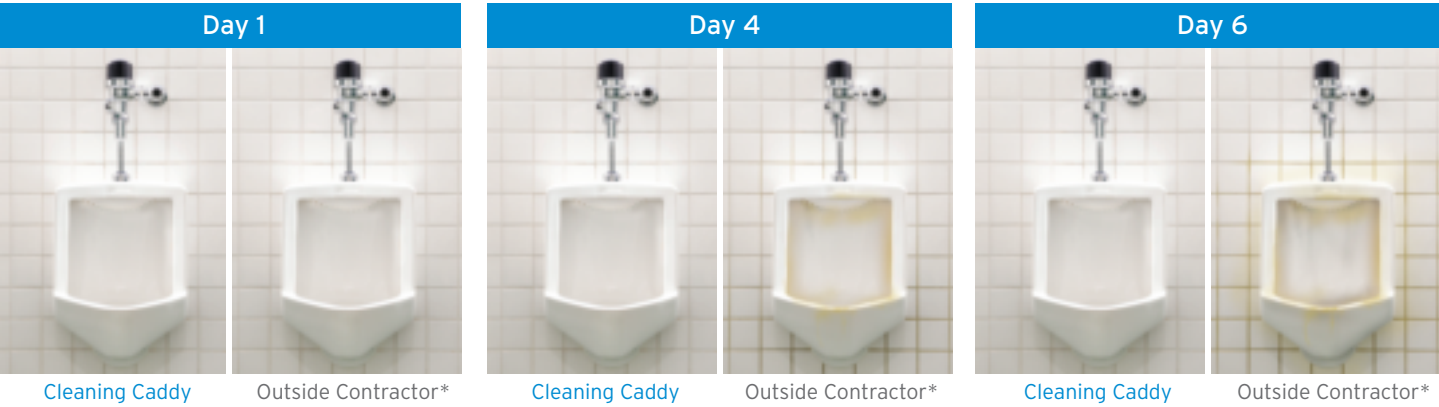 Day 1
Day 4
Day 6
Cleaning Caddy
Outside Contractor*
Cleaning Caddy
Outside Contractor*
Cleaning Caddy
Outside Contractor*